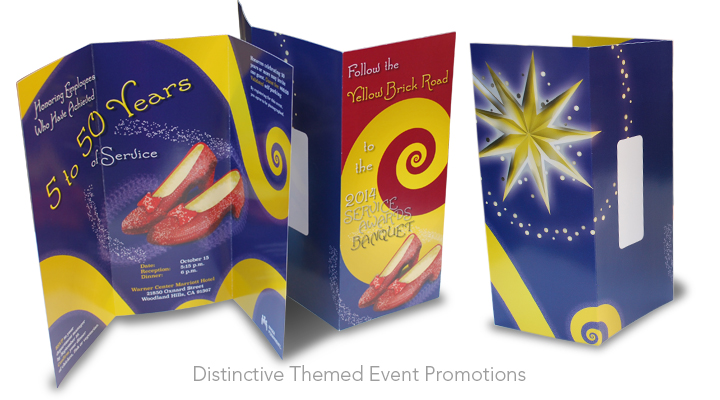 Honoring Employees
Who Have Achieved
5 to 50 Years
of Service
Date: October 15
Reception: 5:15 p.m.
Dinner: 6 p.m.
Warner Center Marriott Hotel
21850 Oxnard Street
Woodland Hills, CA 91367
Follow the
Yellow Brick Road
to
the
2014
SERVICE
AWARDS
BANQUET
Distinctive Themed Event Promotions